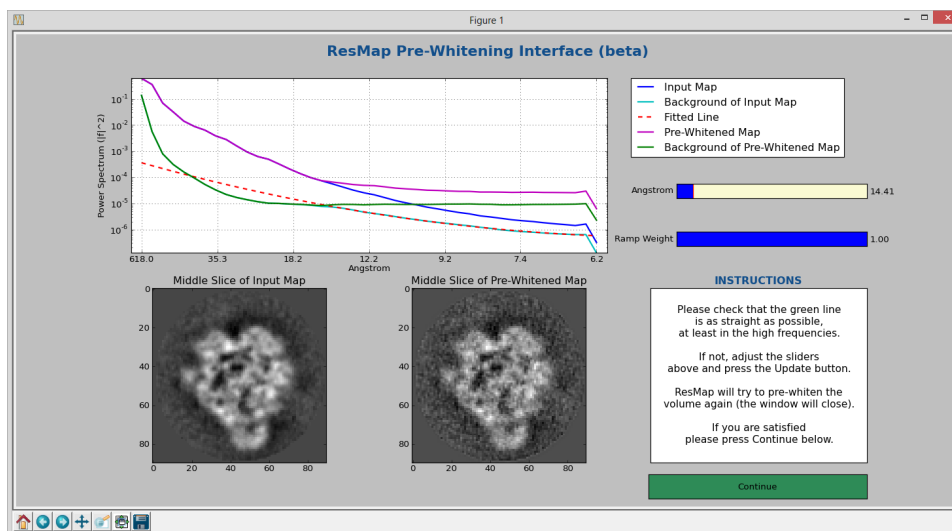 Figure 1
ResMap Pre-Whitening Interface (beta)
Power Spectrum (|f|^2)
10^-1
10^-2
10^-3
10^-4
10^-5
10^-6
618.0 35.3 18.2 12.2 9.2 7.4 6.2
Angstrom
Input Map
Background of Input Map
Fitted Line
Pre-Whitened Map
Background of Pre-Whitened Map
Angstrom 14.41
Ramp Weight 1.00
Middle Slice of Input Map
0
20
40
60
80
0 20 40 60 80
Middle Slice of Pre-Whitened Map
0
20
40
60
80
0 20 40 60 80
INSTRUCTIONS
Please check that the green line
is as straight as possible,
at least in the high frequencies.
If not, adjust the sliders
above and press the Update button.
ResMap will try to pre-whiten the
volume again (the window will close).
If you are satisfied
please press Continue below.
Continue